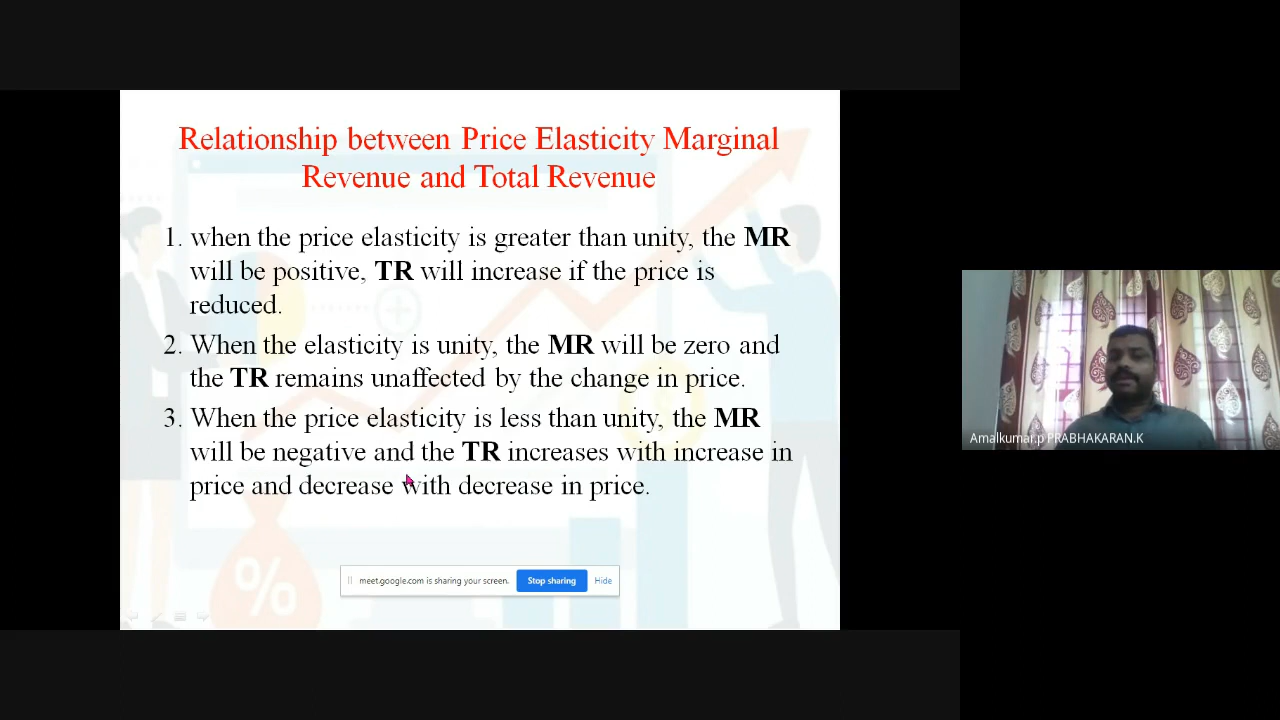 Relationship between Price Elasticity Marginal
Revenue and Total Revenue
1. when the price elasticity is greater than unity, the MR
will be positive, TR will increase if the price is
reduced.
2. When the elasticity is unity, the MR will be zero and
the TR remains unaffected by the change in price.
3. When the price elasticity is less than unity, the MR
will be negative and the TR increases with increase in
price and decrease with decrease in price.
%
meet.google.com is sharing your screen. Stop sharing Hide
Amalkumar.p PRABHAKARAN.K